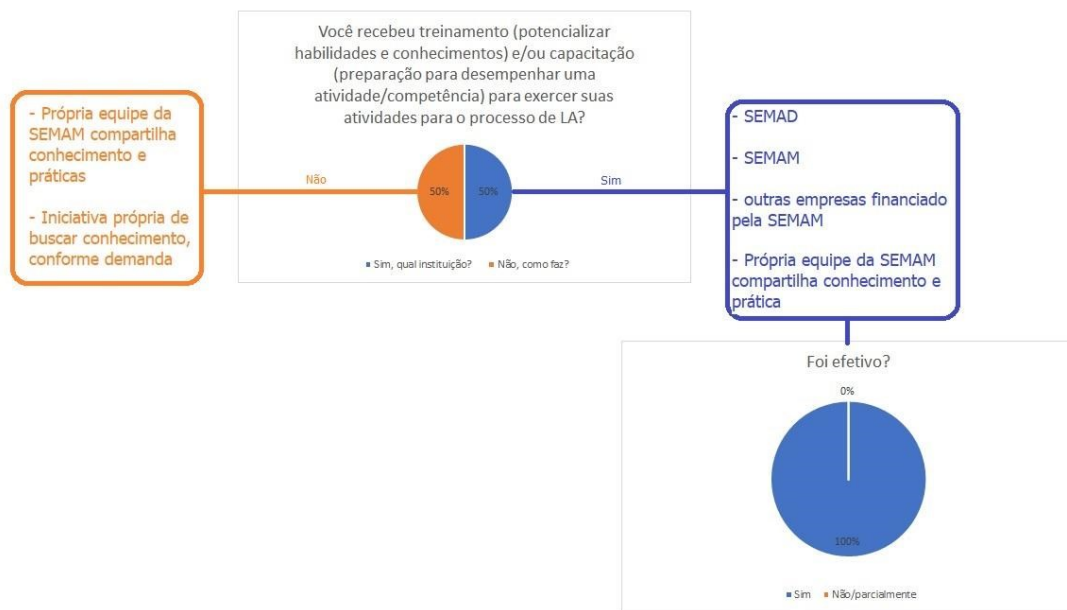 Você recebeu treinamento (potencializar
habilidades e conhecimentos) e/ou capacitação
(preparação para desempenhar uma
atividade/competência) para exercer suas
atividades para o processo de LA?
- Própria equipe da
SEMAM compartilha
conhecimento e
práticas
- Iniciativa própria de
buscar conhecimento,
conforme demanda
Não
50%
50%
Sim
Sim, qual instituição?
Não, como faz?
- SEMAD
- SEMAM
- outras empresas financiado
pela SEMAM
- Própria equipe da SEMAM
compartilha conhecimento e
prática
Foi efetivo?
0%
100%
Sim
Não/parcialmente